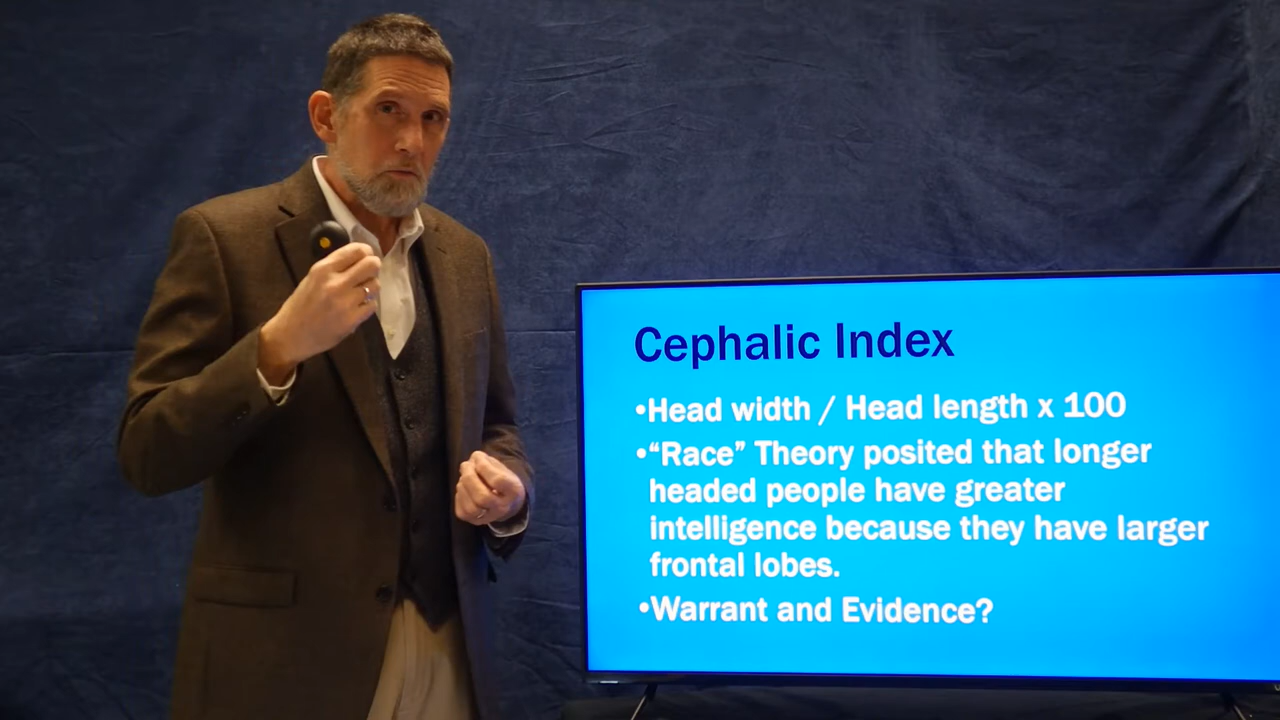 Cephalic Index
•Head width / Head length x 100
•“Race” Theory posited that longer
headed people have greater
intelligence because they have larger
frontal lobes.
•Warrant and Evidence?